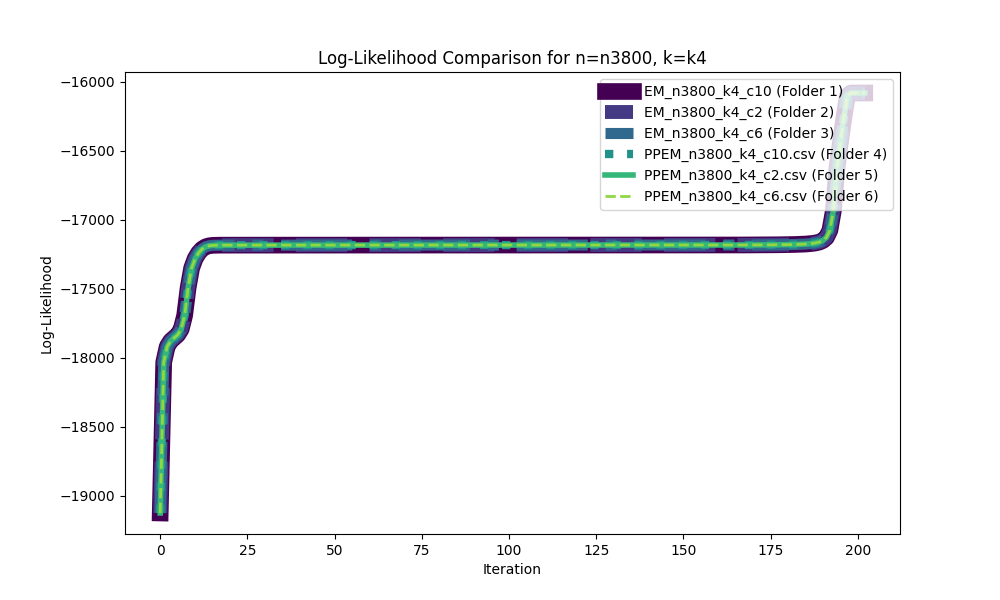 Log-Likelihood Comparison for n=n3800, k=k4
EM_n3800_k4_c10 (Folder 1)
EM_n3800_k4_c2 (Folder 2)
EM_n3800_k4_c6 (Folder 3)
PPEM_n3800_k4_c10.csv (Folder 4)
PPEM_n3800_k4_c2.csv (Folder 5)
PPEM_n3800_k4_c6.csv (Folder 6)
Log-Likelihood
−16000
−16500
−17000
−17500
−18000
−18500
−19000
0 25 50 75 100 125 150 175 200
Iteration